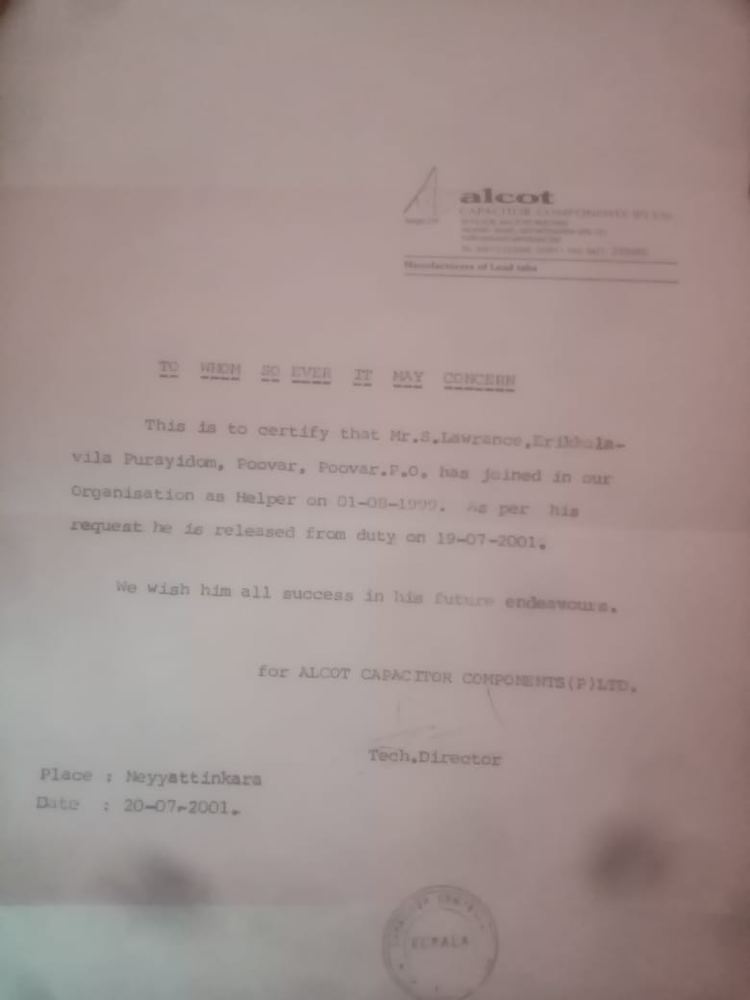 alcot
CAPACITOR COMPONENTS (P) Ltd.
Manufacturers of Lead tabs
TO WHOM SO EVER IT MAY CONCERN
This is to certify that Mr.S.Lawrance,Erikkala-
vila Purayidom, Poovar, Poovar.P.O. has joined in our
Organisation as Helper on 01-08-1999. As per his
request he is released from duty on 19-07-2001.
We wish him all success in his future endeavours.
for ALCOT CAPACITOR COMPONENTS(P)LTD.
Tech.Director
Place : Neyyattinkara
Date : 20-07-2001.
KERALA